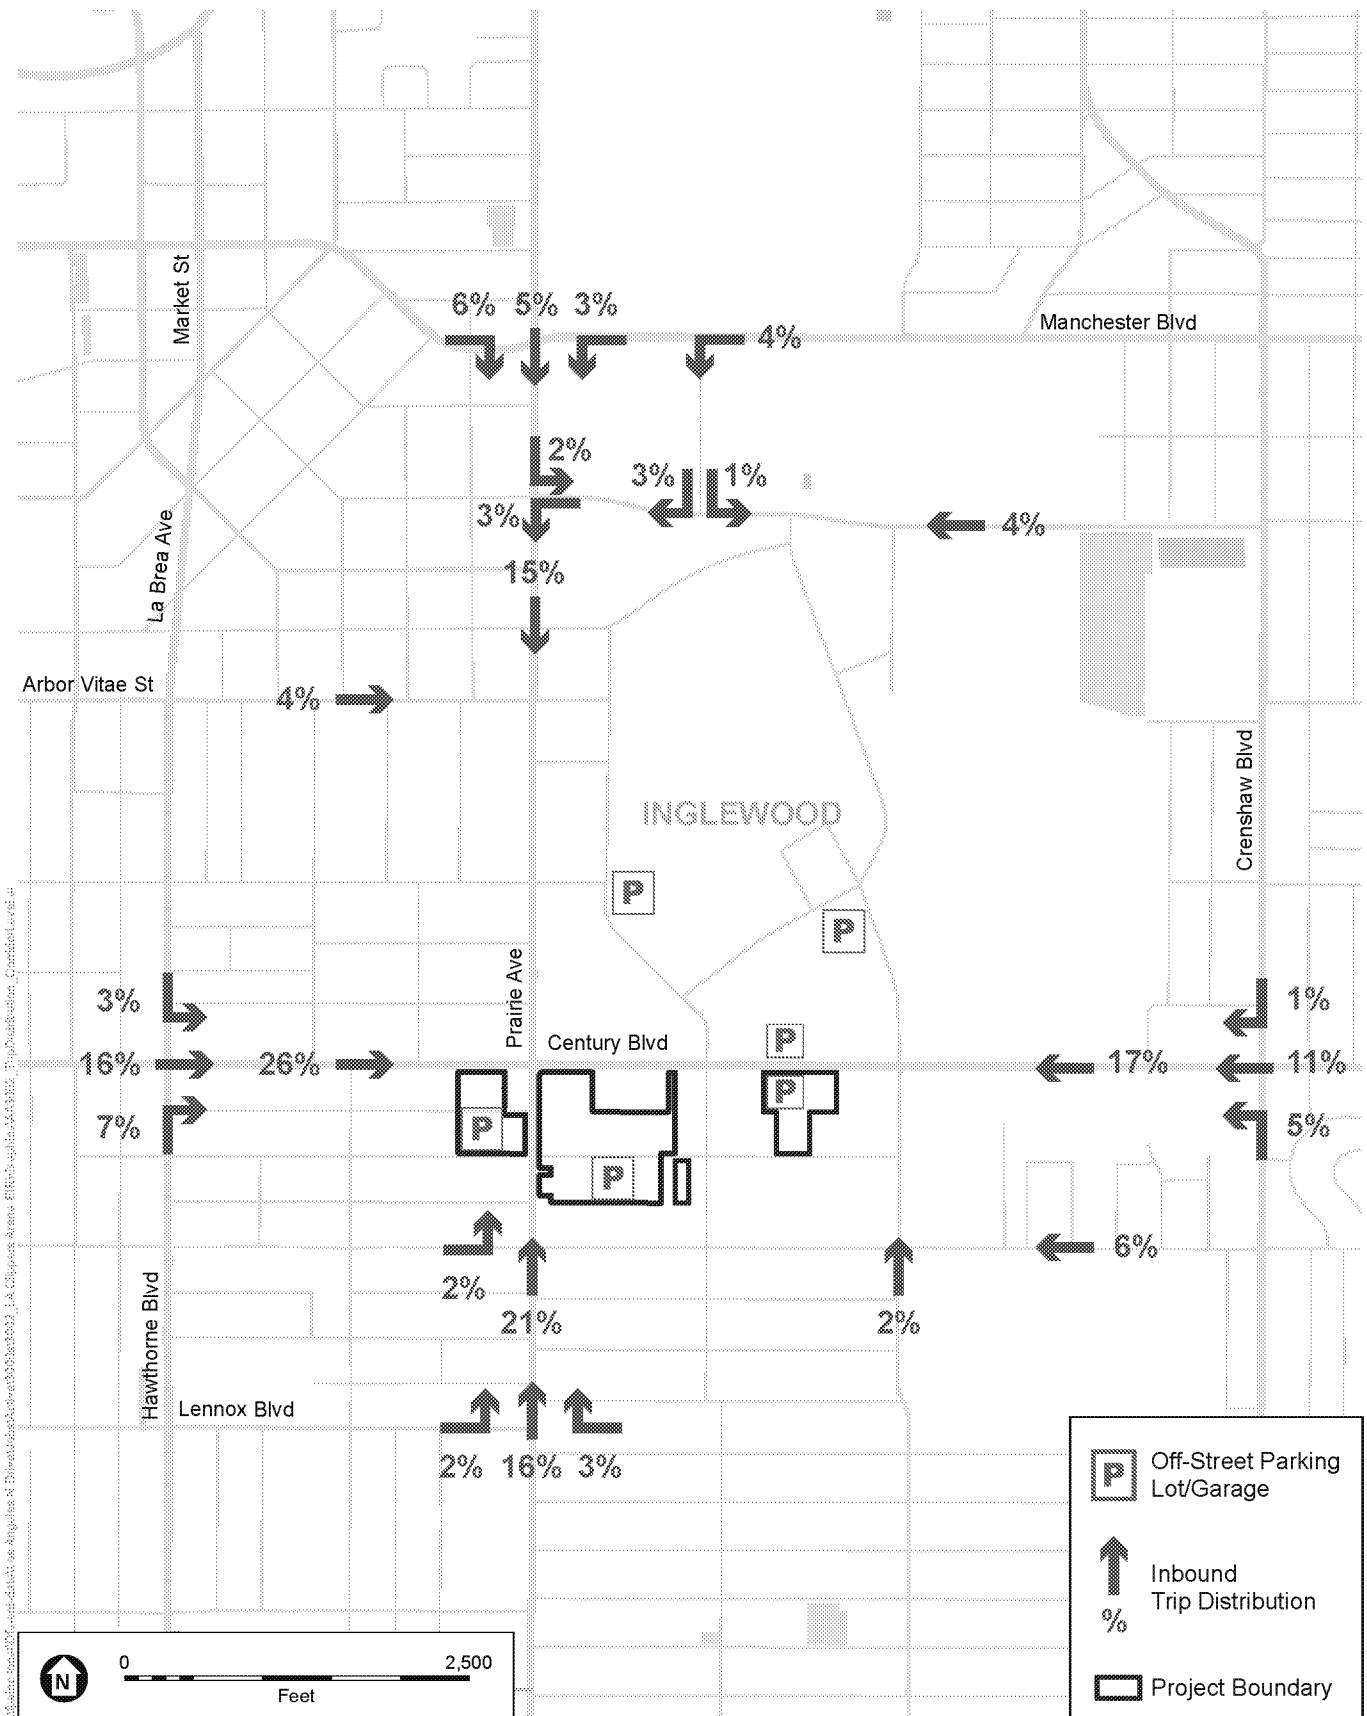 6% 5% 3%
Market St
Manchester Blvd
4%
2%
3% 1%
3%
4%
La Brea Ave
15%
Arbor Vitae St
4%
Crenshaw Blvd
INGLEWOOD
P
P
Prairie Ave
3%
1%
P
Century Blvd
16% 26%
17% 11%
P
7%
P
5%
P
6%
2%
21%
2%
Hawthorne Blvd
Lennox Blvd
2% 16% 3%
P Off-Street Parking
Lot/Garage
Inbound
Trip Distribution
%
Project Boundary
N
0 2,500
Feet